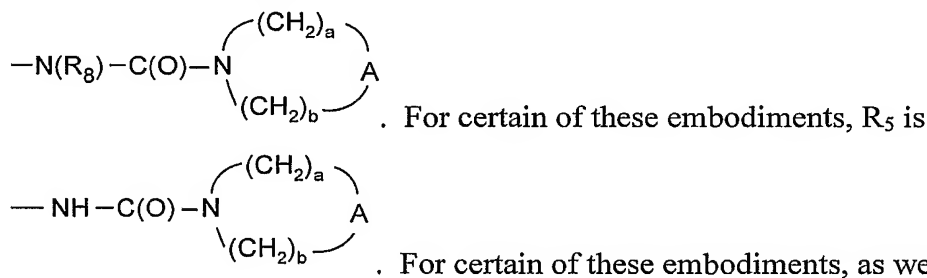 (CH₂)ₐ
—N(R₈)—C(O)—N A
(CH₂)b . For certain of these embodiments, R₅ is
(CH₂)ₐ
—NH—C(O)—N A
(CH₂)b . For certain of these embodiments, as we